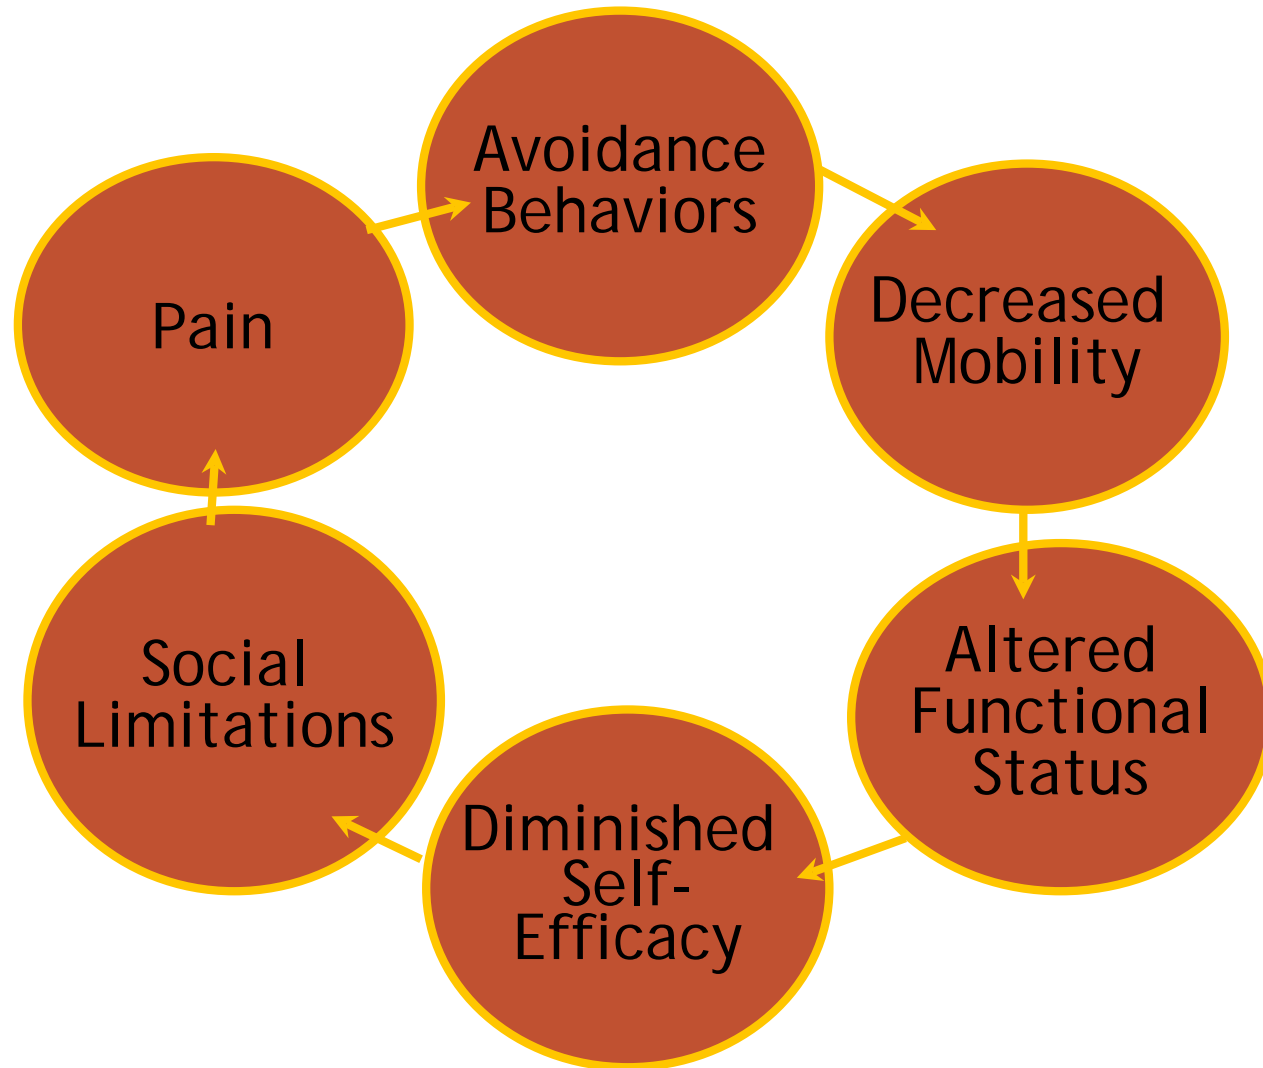 Avoidance
Behaviors
Decreased
Mobility
Altered
Functional
Status
Diminished
Self-
Efficacy
Social
Limitations
Pain